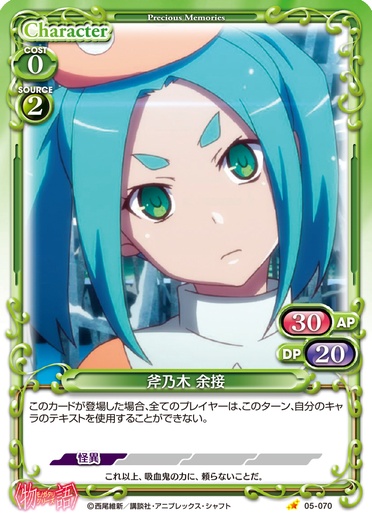 Precious Memories
Character
COST
0
SOURCE
2
30 AP
DP 20
斧乃木 余接
このカードが登場した場合、全てのプレイヤーは、このターン、自分のキャ
ラのテキストを使用することができない。
怪異
これ以上、吸血鬼の力に、頼らないことだ。
物語
©西尾維新／講談社・アニプレックス・シャフト
05-070